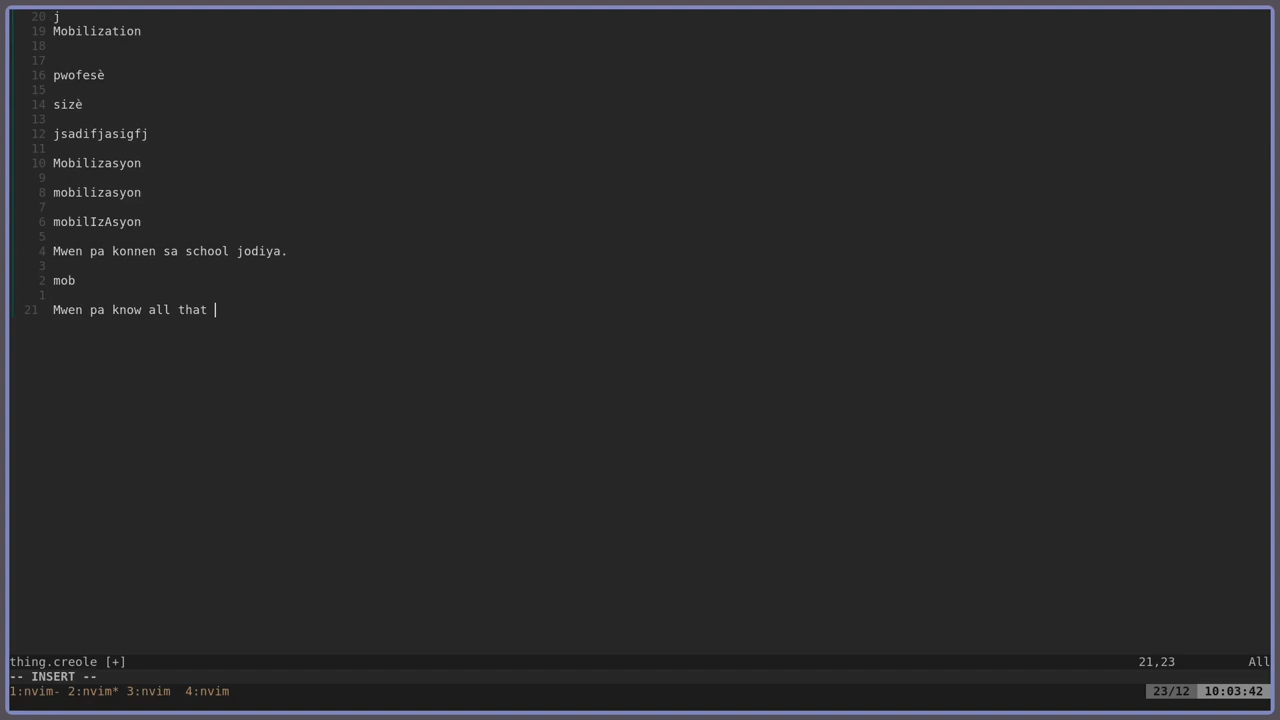 20 j
19 Mobilization
18
17
16 pwofesè
15
14 sizè
13
12 jsadifjasigfj
11
10 Mobilizasyon
9
8 mobilizasyon
7
6 mobilIzAsyon
5
4 Mwen pa konnen sa school jodiya.
3
2 mob
1
21 Mwen pa know all that
thing.creole [+] 21,23 All
-- INSERT --
1:nvim- 2:nvim* 3:nvim 4:nvim 23/12 10:03:42